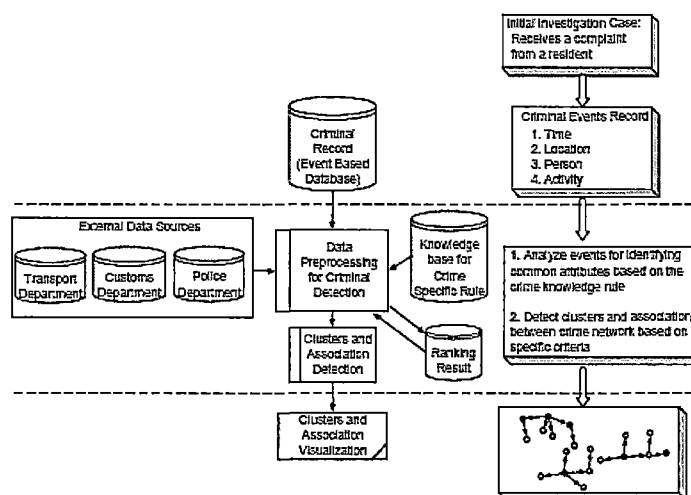 Initial Investigation Case:
Receives a complaint
from a resident
Criminal Events Record
1. Time
2. Location
3. Person
4. Activity
Criminal
Record
(Event Based
Database)
External Data Sources
Transport
Department
Customs
Department
Police
Department
Data
Preprocessing
for Criminal
Detection
Knowledge
base for
Crime
Specific Rule
1. Analyze events for identifying
common attributes based on the
crime knowledge rule
2. Detect clusters and associations
between crime network based on
specific criteria
Clusters and
Association
Detection
Ranking
Result
Clusters and
Association
Visualization